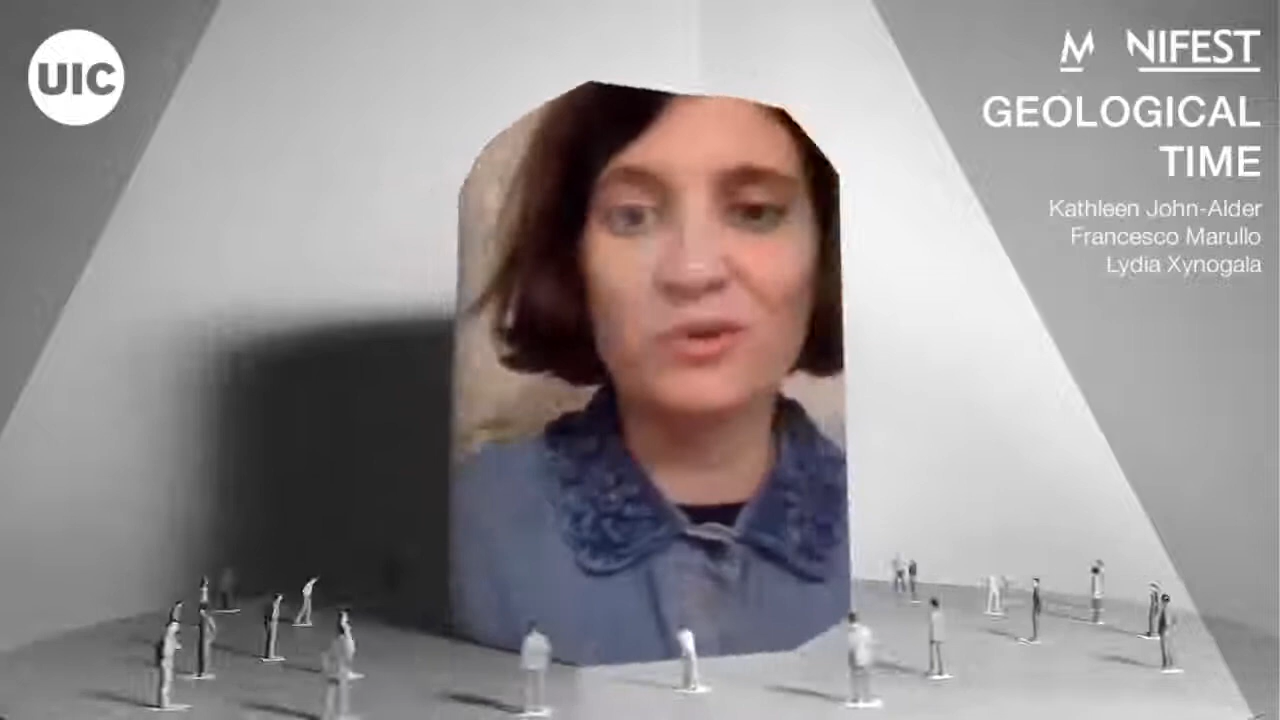 UIC
M NIFEST
GEOLOGICAL
TIME
Kathleen John-Alder
Francesco Marullo
Lydia Xynogala